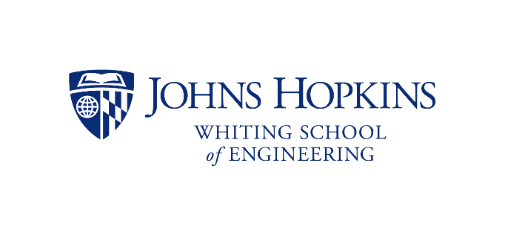 JOHNS HOPKINS
WHITING SCHOOL
of ENGINEERING